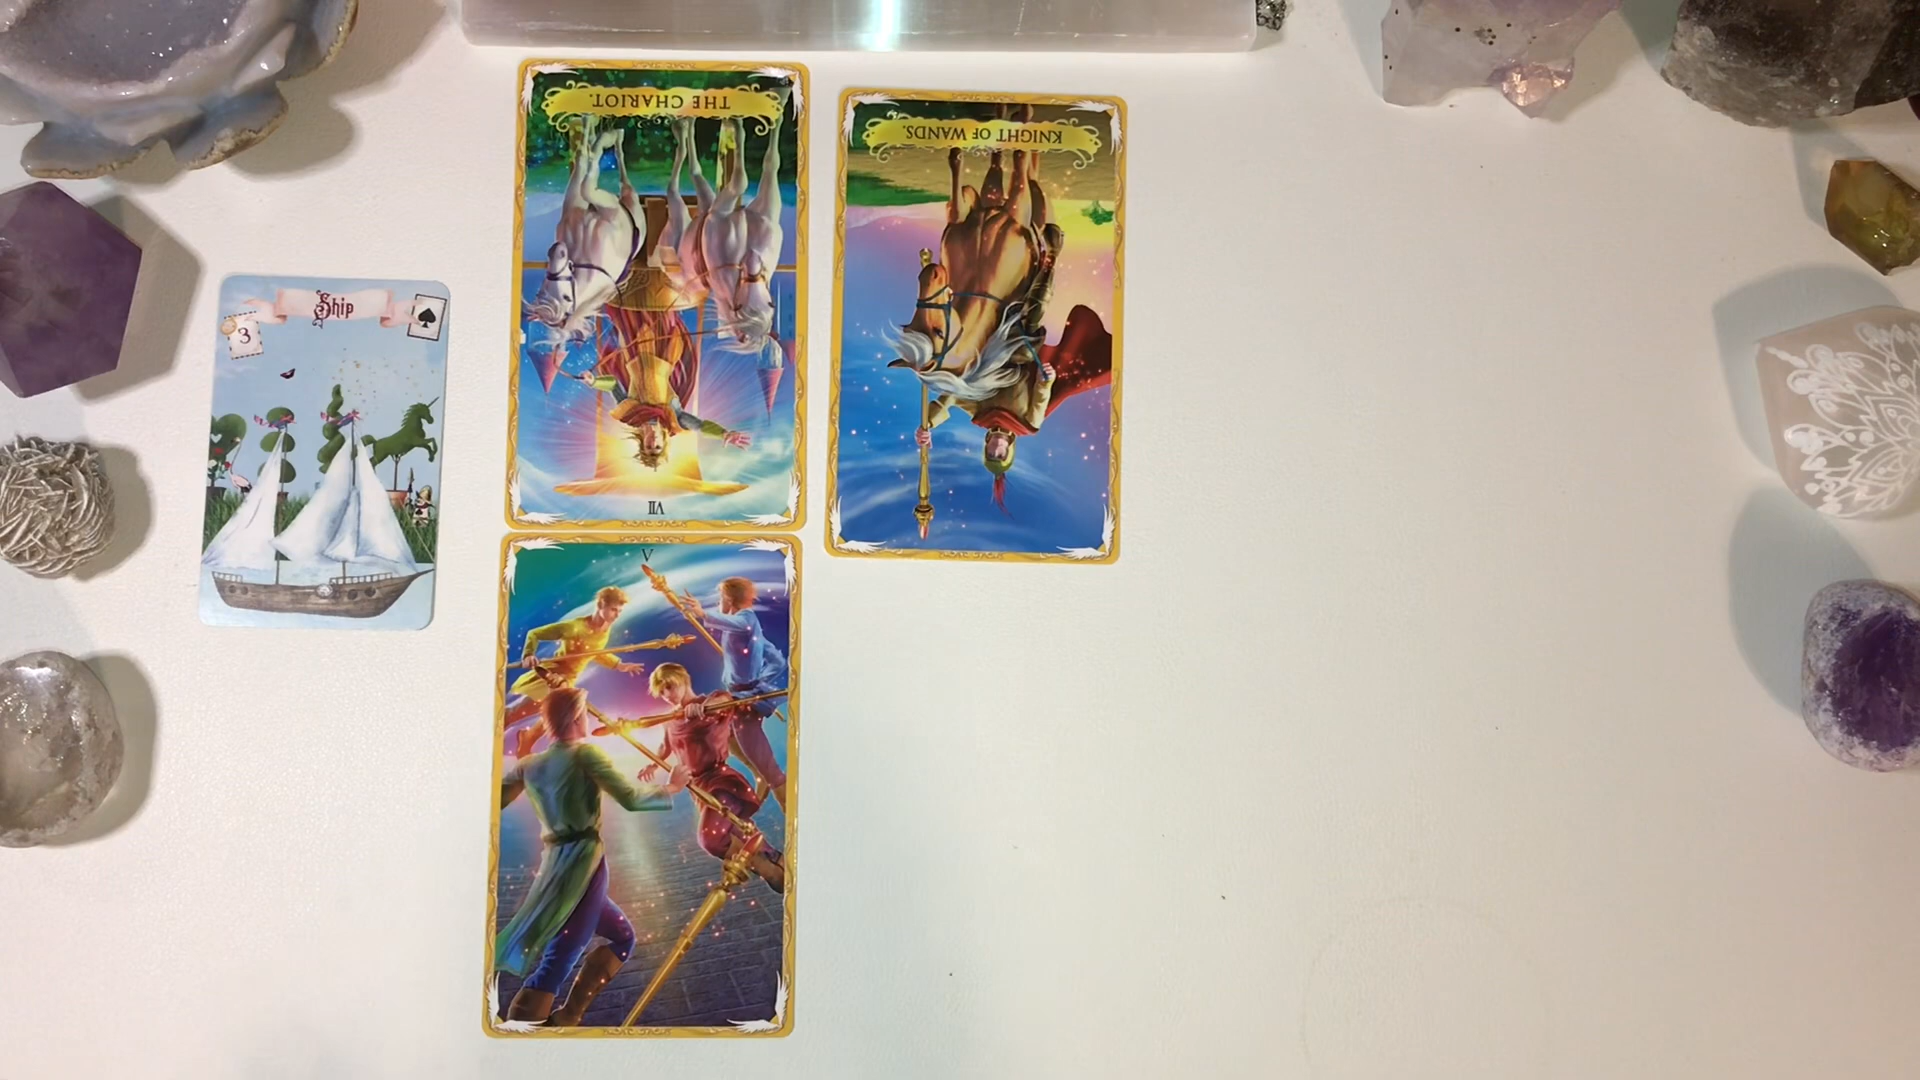 THE CHARIOT.
KNIGHT OF WANDS.
Ship
3
VII
V